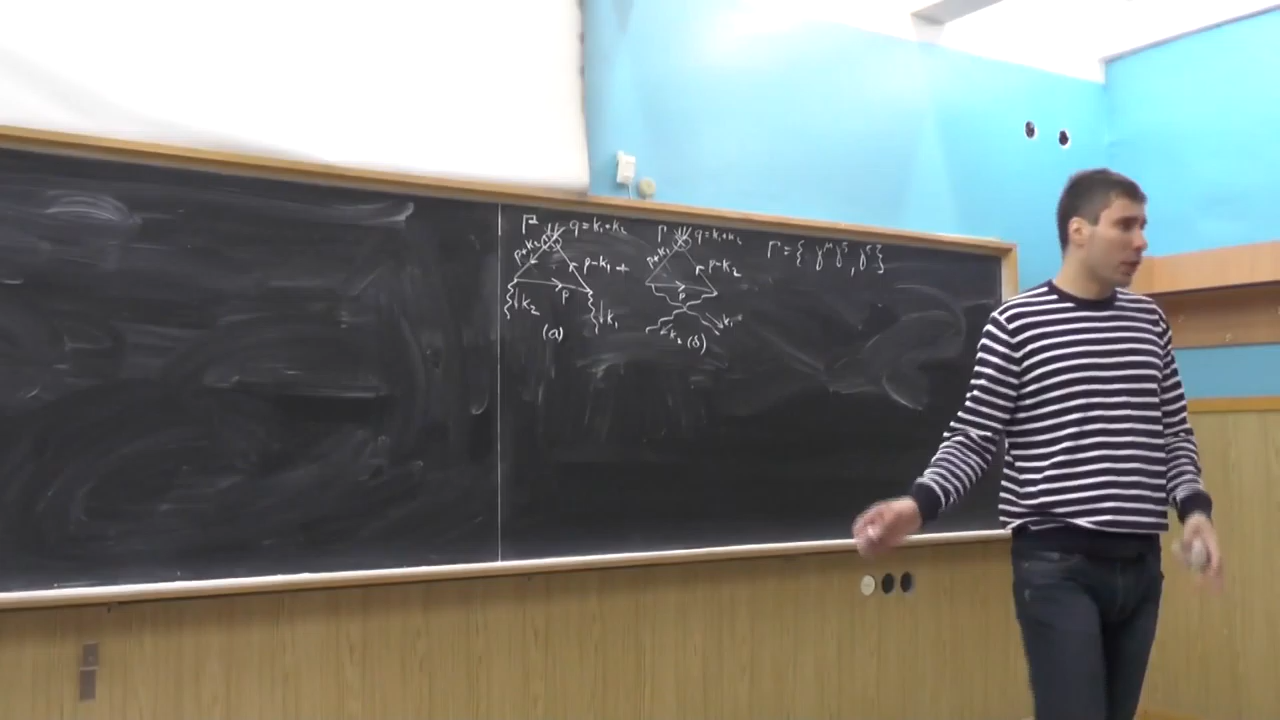 Γ q = k₁ + k₂
p+k₂
p-k₁ +
p
k₂
k₁
(а)
Γ q = k₁+k₂
p+k₁
p-k₂
p
k₂
k₁
(б)
Γ = { γ^μ γ^5, γ^5 }